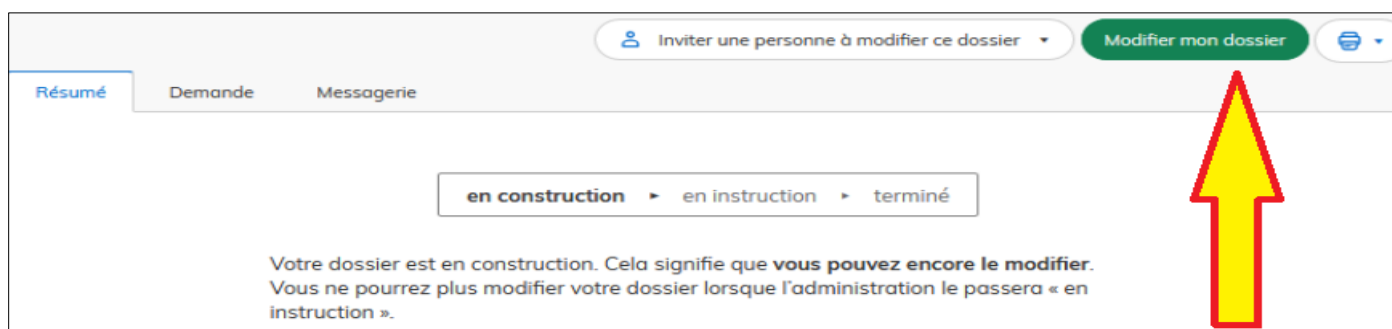 Inviter une personne à modifier ce dossier
Modifier mon dossier
Résumé
Demande
Messagerie
en construction ▸ en instruction ▸ terminé
Votre dossier est en construction. Cela signifie que vous pouvez encore le modifier.
Vous ne pourrez plus modifier votre dossier lorsque l'administration le passera « en
instruction ».